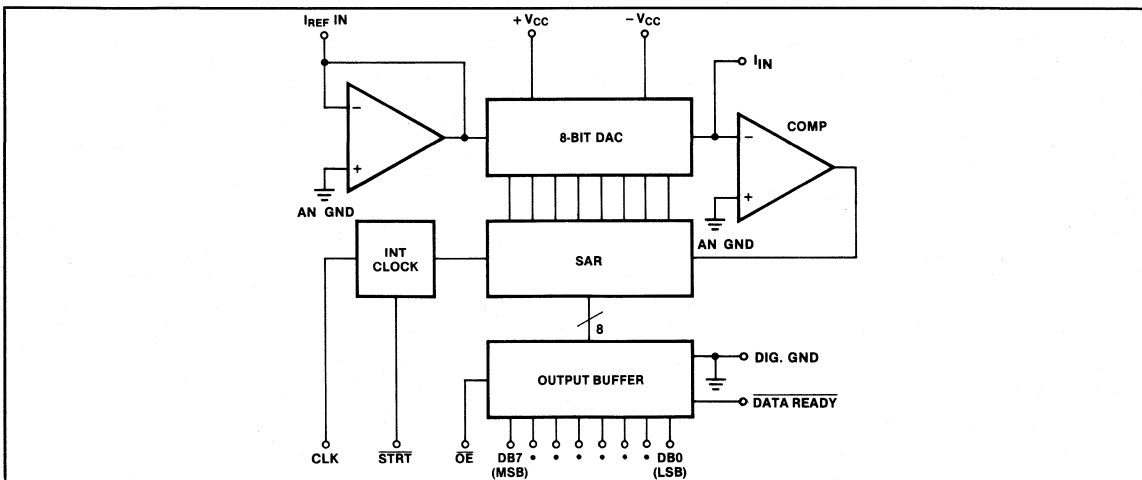 IREF IN
+ VCC
− VCC
IIN
COMP
8-BIT DAC
−
+
−
+
AN GND
AN GND
INT
CLOCK
SAR
8
OUTPUT BUFFER
DIG. GND
DATA READY
CLK
STRT
OE
DB7
(MSB)
• • • • • •
DB0
(LSB)